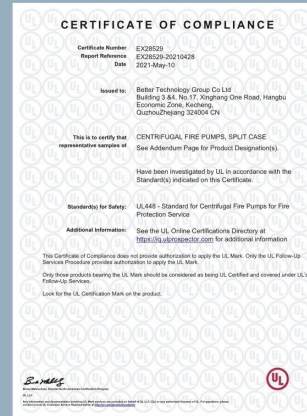 CERTIFICATE OF COMPLIANCE
Certificate Number EX28529
Report Reference EX28529-20210428
Date 2021-May-10
Issued to: Better Technology Group Co Ltd
Building 3 &4, No.17, Xinghang One Road, Hangbu
Economic Zone, Kecheng,
QuzhouZhejiang 324004 CN
This is to certify that CENTRIFUGAL FIRE PUMPS, SPLIT CASE
representative samples of See Addendum Page for Product Designation(s).
Have been investigated by UL in accordance with the
Standard(s) indicated on this Certificate.
Standard(s) for Safety: UL448 - Standard for Centrifugal Fire Pumps for Fire
Protection Service
Additional Information: See the UL Online Certifications Directory at
https://iq.ulprospector.com for additional information
This Certificate of Compliance does not provide authorization to apply the UL Mark. Only the UL Follow-Up
Services Procedure provides authorization to apply the UL Mark.
Only those products bearing the UL Mark should be considered as being UL Certified and covered under UL's
Follow-Up Services.
Look for the UL Certification Mark on the product.
UL